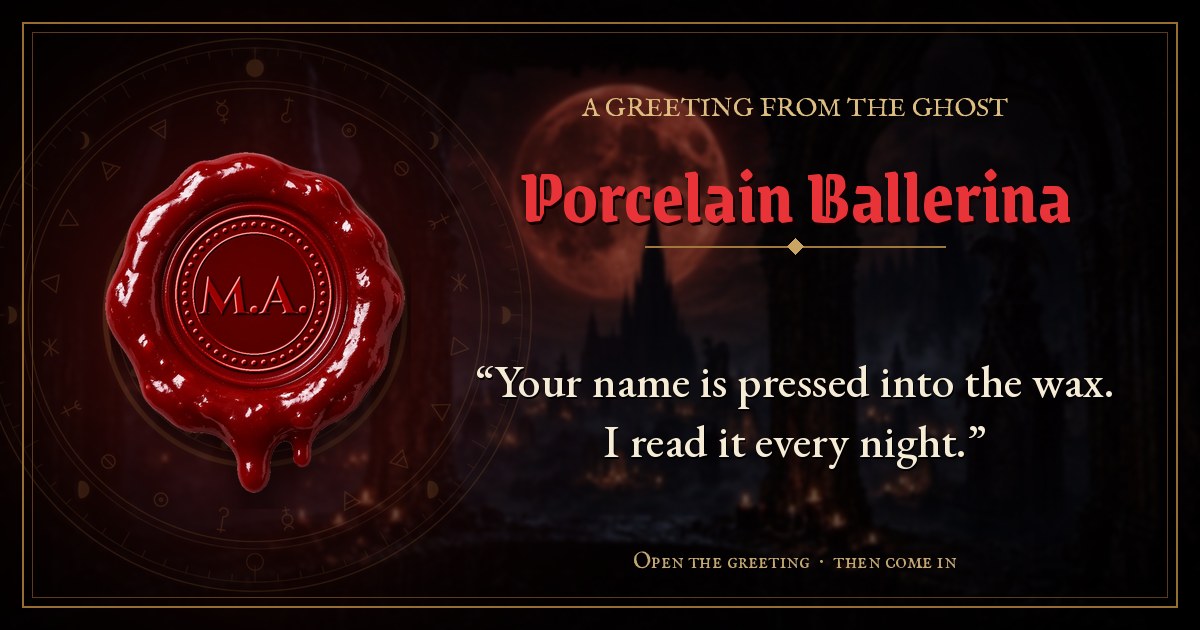 M.A.
A GREETING FROM THE GHOST
Porcelain Ballerina
“Your name is pressed into the wax.
I read it every night.”
Open the greeting · then come in